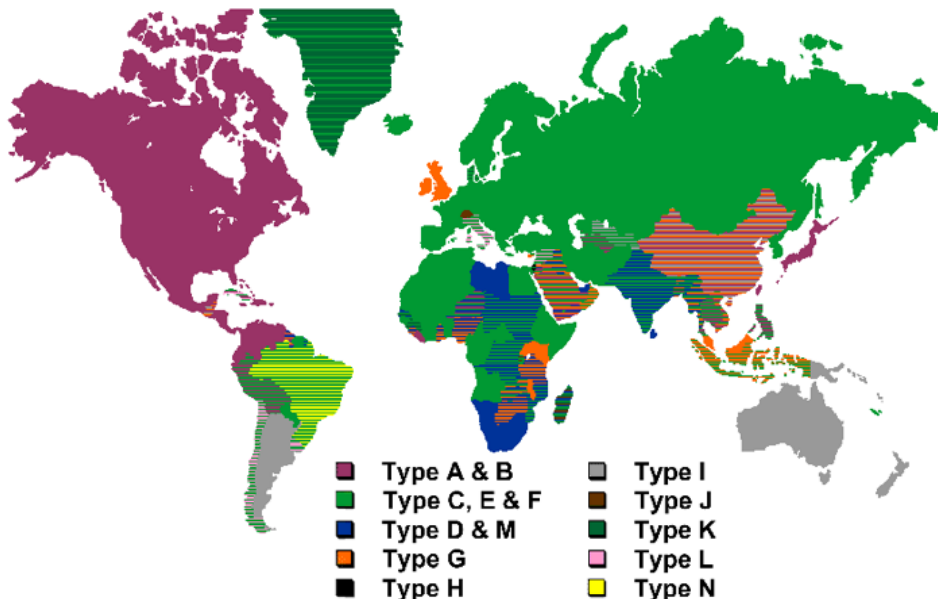 Type A & B
Type C, E & F
Type D & M
Type G
Type H
Type I
Type J
Type K
Type L
Type N